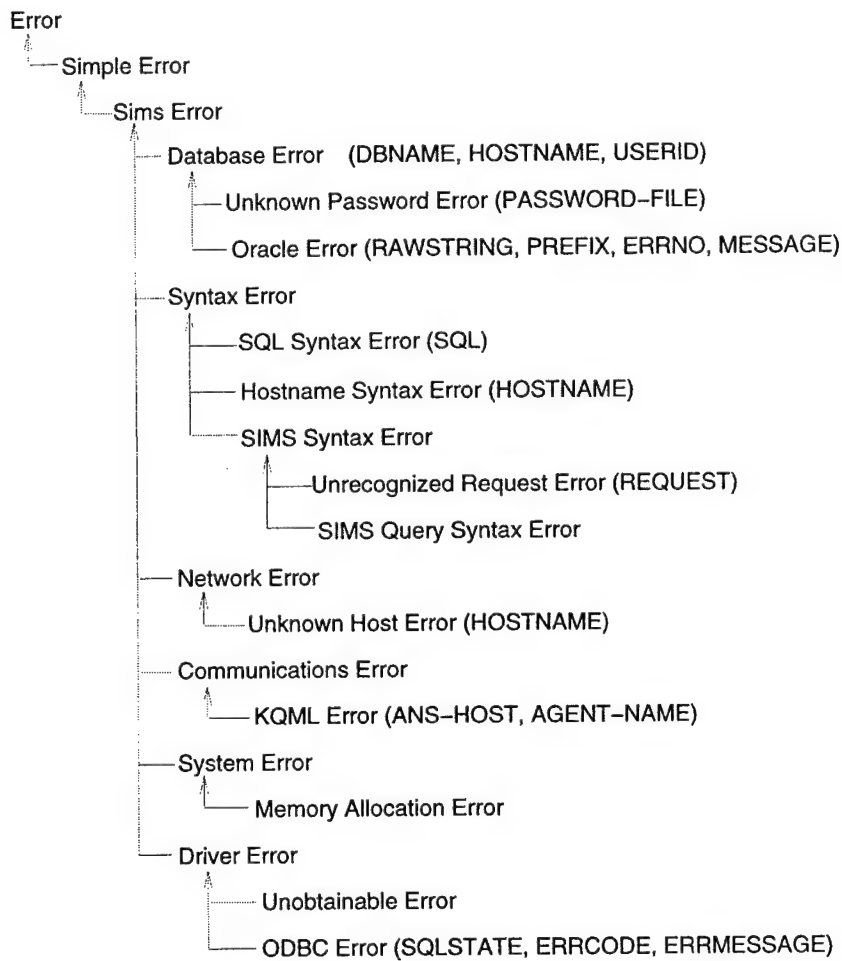 Error
Simple Error
Sims Error
Database Error (DBNAME, HOSTNAME, USERID)
Unknown Password Error (PASSWORD–FILE)
Oracle Error (RAWSTRING, PREFIX, ERRNO, MESSAGE)
Syntax Error
SQL Syntax Error (SQL)
Hostname Syntax Error (HOSTNAME)
SIMS Syntax Error
Unrecognized Request Error (REQUEST)
SIMS Query Syntax Error
Network Error
Unknown Host Error (HOSTNAME)
Communications Error
KQML Error (ANS–HOST, AGENT–NAME)
System Error
Memory Allocation Error
Driver Error
Unobtainable Error
ODBC Error (SQLSTATE, ERRCODE, ERRMESSAGE)